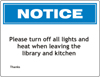 NOTICE
Please turn off all lights and
heat when leaving the
library and kitchen
Thanks